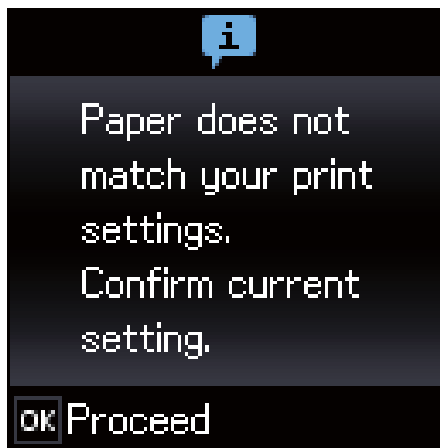 i
Paper does not
match your print
settings.
Confirm current
setting.
OK Proceed